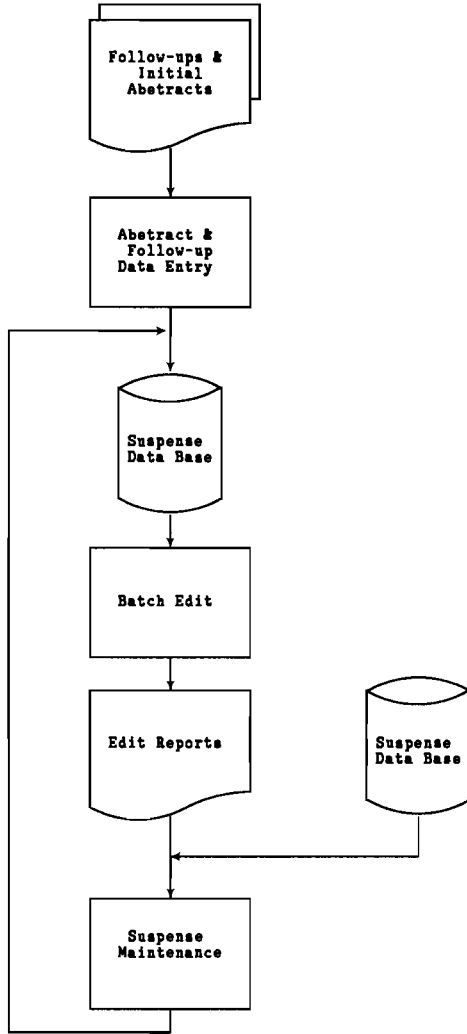 Follow-ups &
Initial
Abstracts
Abstract &
Follow-up
Data Entry
Suspense
Data Base
Batch Edit
Edit Reports
Suspense
Data Base
Suspense
Maintenance